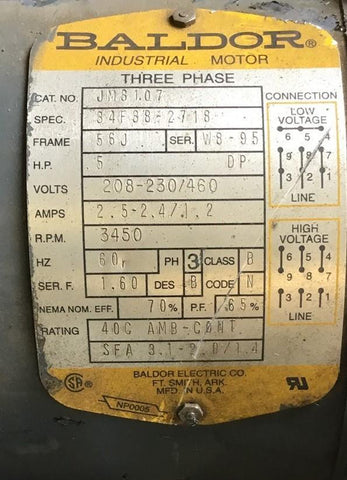 BALDOR®
INDUSTRIAL MOTOR
THREE PHASE
CAT. NO. JM3107
SPEC. 34F38-2718
FRAME 56J SER. W8-95
H.P. .5 DP
VOLTS 208-230/460
AMPS 2.5-2.4/1.2
R.P.M. 3450
HZ 60 PH 3 CLASS B
SER. F. 1.60 DES B CODE N
NEMA NOM. EFF. 70% P.F. 65%
RATING 40C AMB-CONT
SFA 3.1-3.0/1.4
CONNECTION
LOW VOLTAGE
6 5 4
9 8 7
3 2 1
LINE
HIGH VOLTAGE
6 5 4
9 8 7
3 2 1
LINE
BALDOR ELECTRIC CO.
FT. SMITH, ARK.
MFD. IN U.S.A.
NP0005